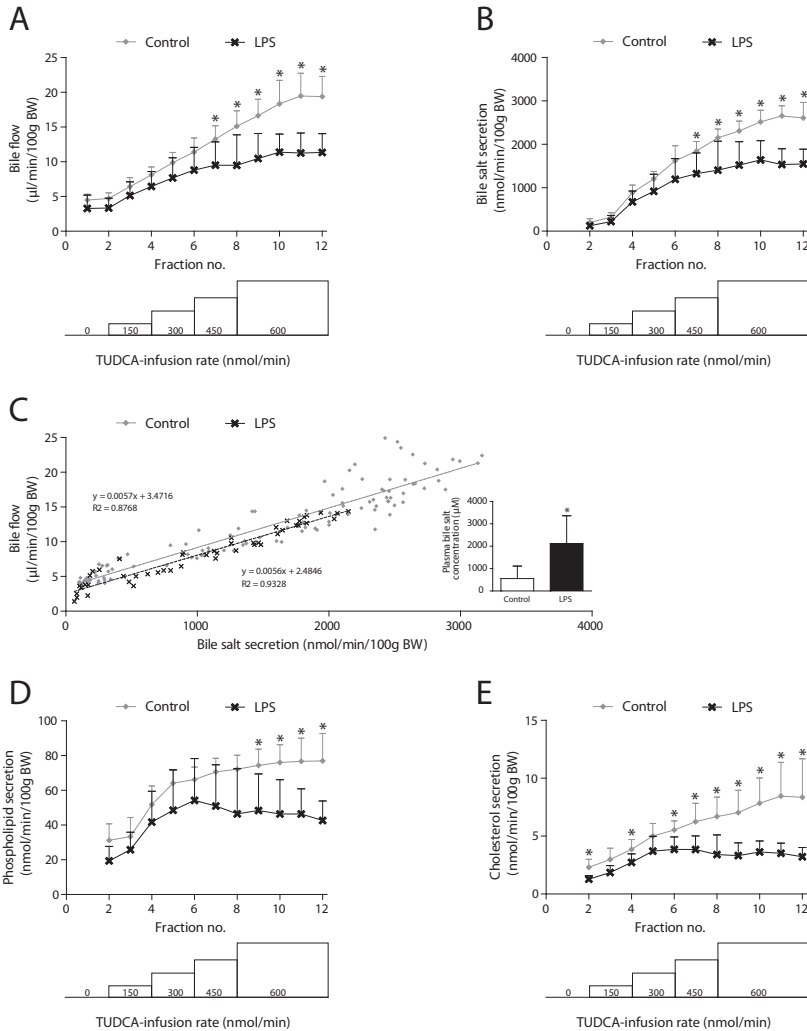 A
Control LPS
Bile flow
(µl/min/100g BW)
25
20
15
10
5
0
* * * * * *
0 2 4 6 8 10 12
Fraction no.
0 150 300 450 600
TUDCA-infusion rate (nmol/min)
B
Control LPS
Bile salt secretion
(nmol/min/100g BW)
4000
3000
2000
1000
0
* * * * * *
0 2 4 6 8 10 12
Fraction no.
0 150 300 450 600
TUDCA-infusion rate (nmol/min)
C
Control LPS
Bile flow
(µl/min/100g BW)
25
20
15
10
5
0
y = 0.0057x + 3.4716
R2 = 0.8768
y = 0.0056x + 2.4846
R2 = 0.9328
0 1000 2000 3000 4000
Bile salt secretion (nmol/min/100g BW)
Plasma bile salt
concentration (µM)
4000
3000
2000
1000
0
*
Control LPS
D
Control LPS
Phospholipid secretion
(nmol/min/100g BW)
100
80
60
40
20
0
* * * *
0 2 4 6 8 10 12
Fraction no.
0 150 300 450 600
TUDCA-infusion rate (nmol/min)
E
Control LPS
Cholesterol secretion
(nmol/min/100g BW)
15
10
5
0
* * * * * * * * *
0 2 4 6 8 10 12
Fraction no.
0 150 300 450 600
TUDCA-infusion rate (nmol/min)